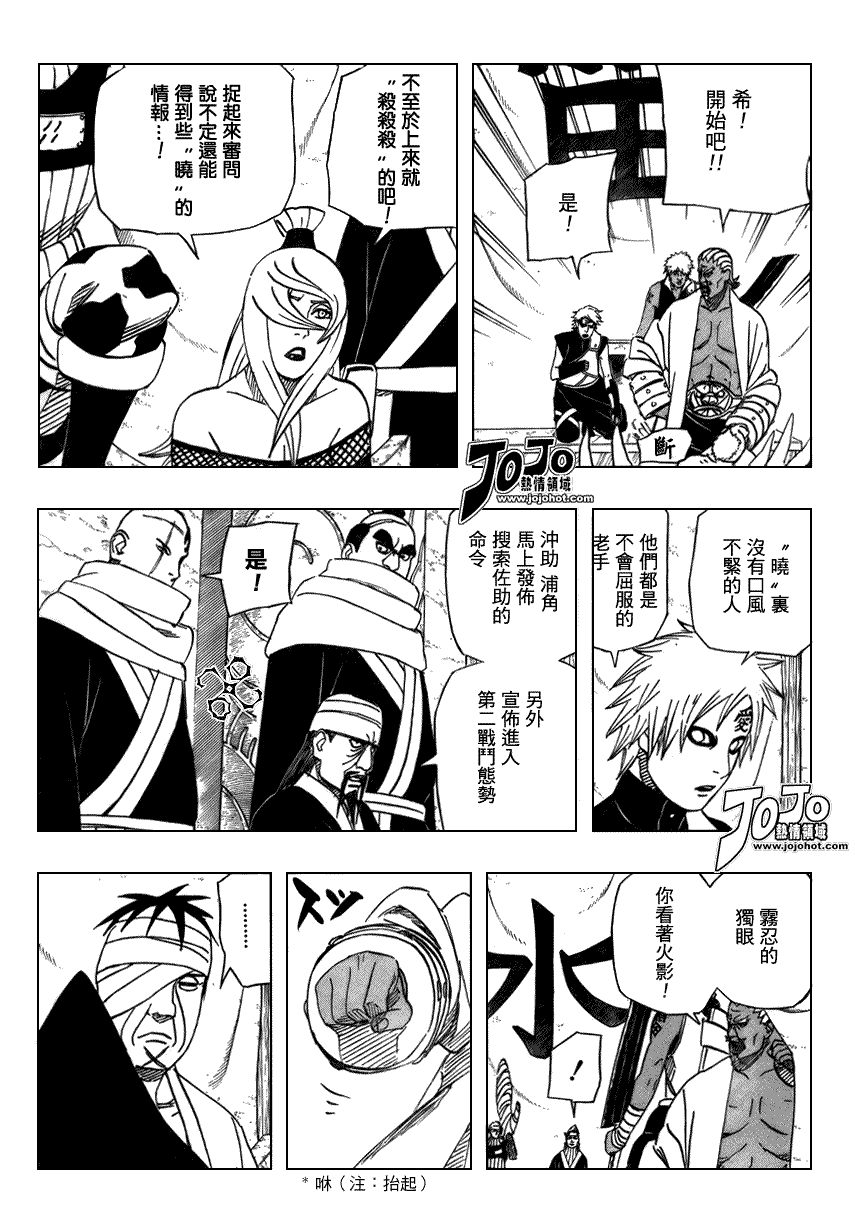 希！
開始吧！！
是！
斷
不至於上來就
〝殺殺殺〞的吧！
捉起來審問
說不定還能
得到些〝曉〞的
情報…！
JOJO
熱情領域
www.jojohot.com
〝曉〞裏
沒有口風
不緊的人
他們都是
不會屈服的
老手
沖助 浦角
馬上發佈
搜索佐助的
命令
另外
宣佈進入
第二戰鬥態勢
是！
愛
JOJO
熱情領域
www.jojohot.com
霧忍的
獨眼
你看著火影！
水
！
スッ
………
* 咻（注：抬起）